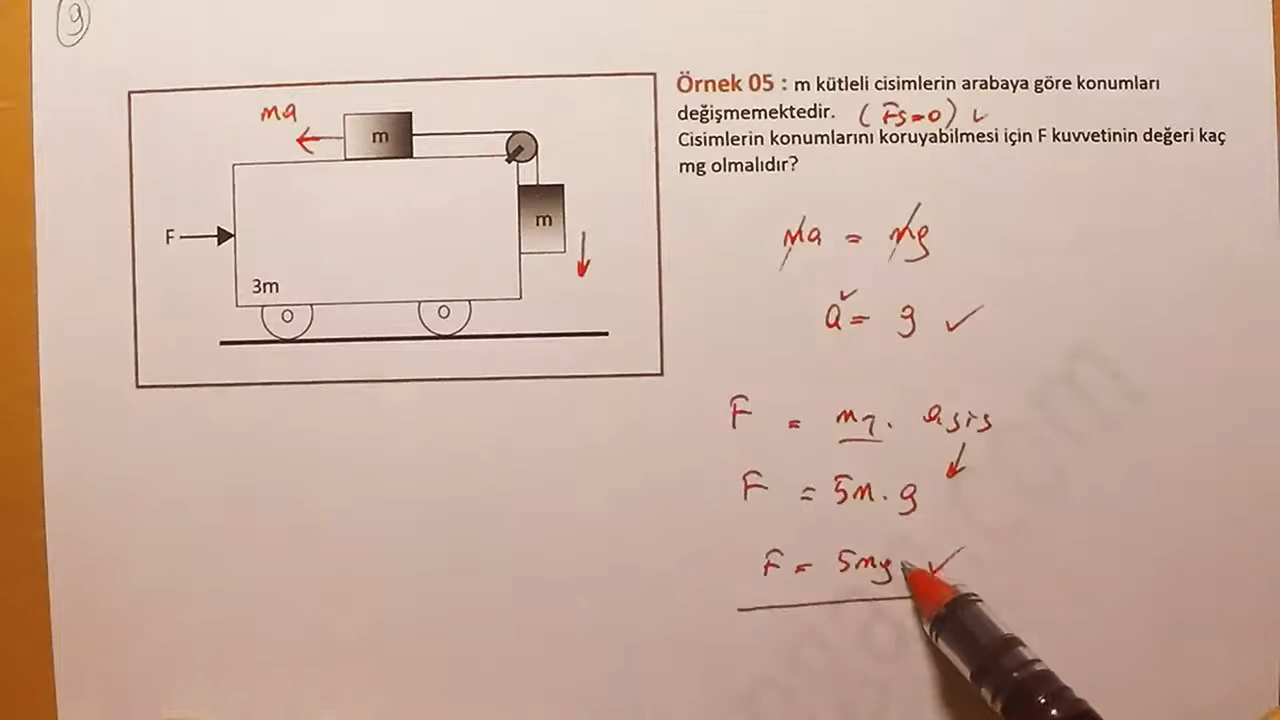 9
Örnek 05 : m kütleli cisimlerin arabaya göre konumları
değişmemektedir. (Fs=0)
Cisimlerin konumlarını koruyabilmesi için F kuvvetinin değeri kaç
mg olmalıdır?
ma
m
m
F
3m
ma = mg
a = g
F = mT . asis
F = 5m.g
F = 5mg